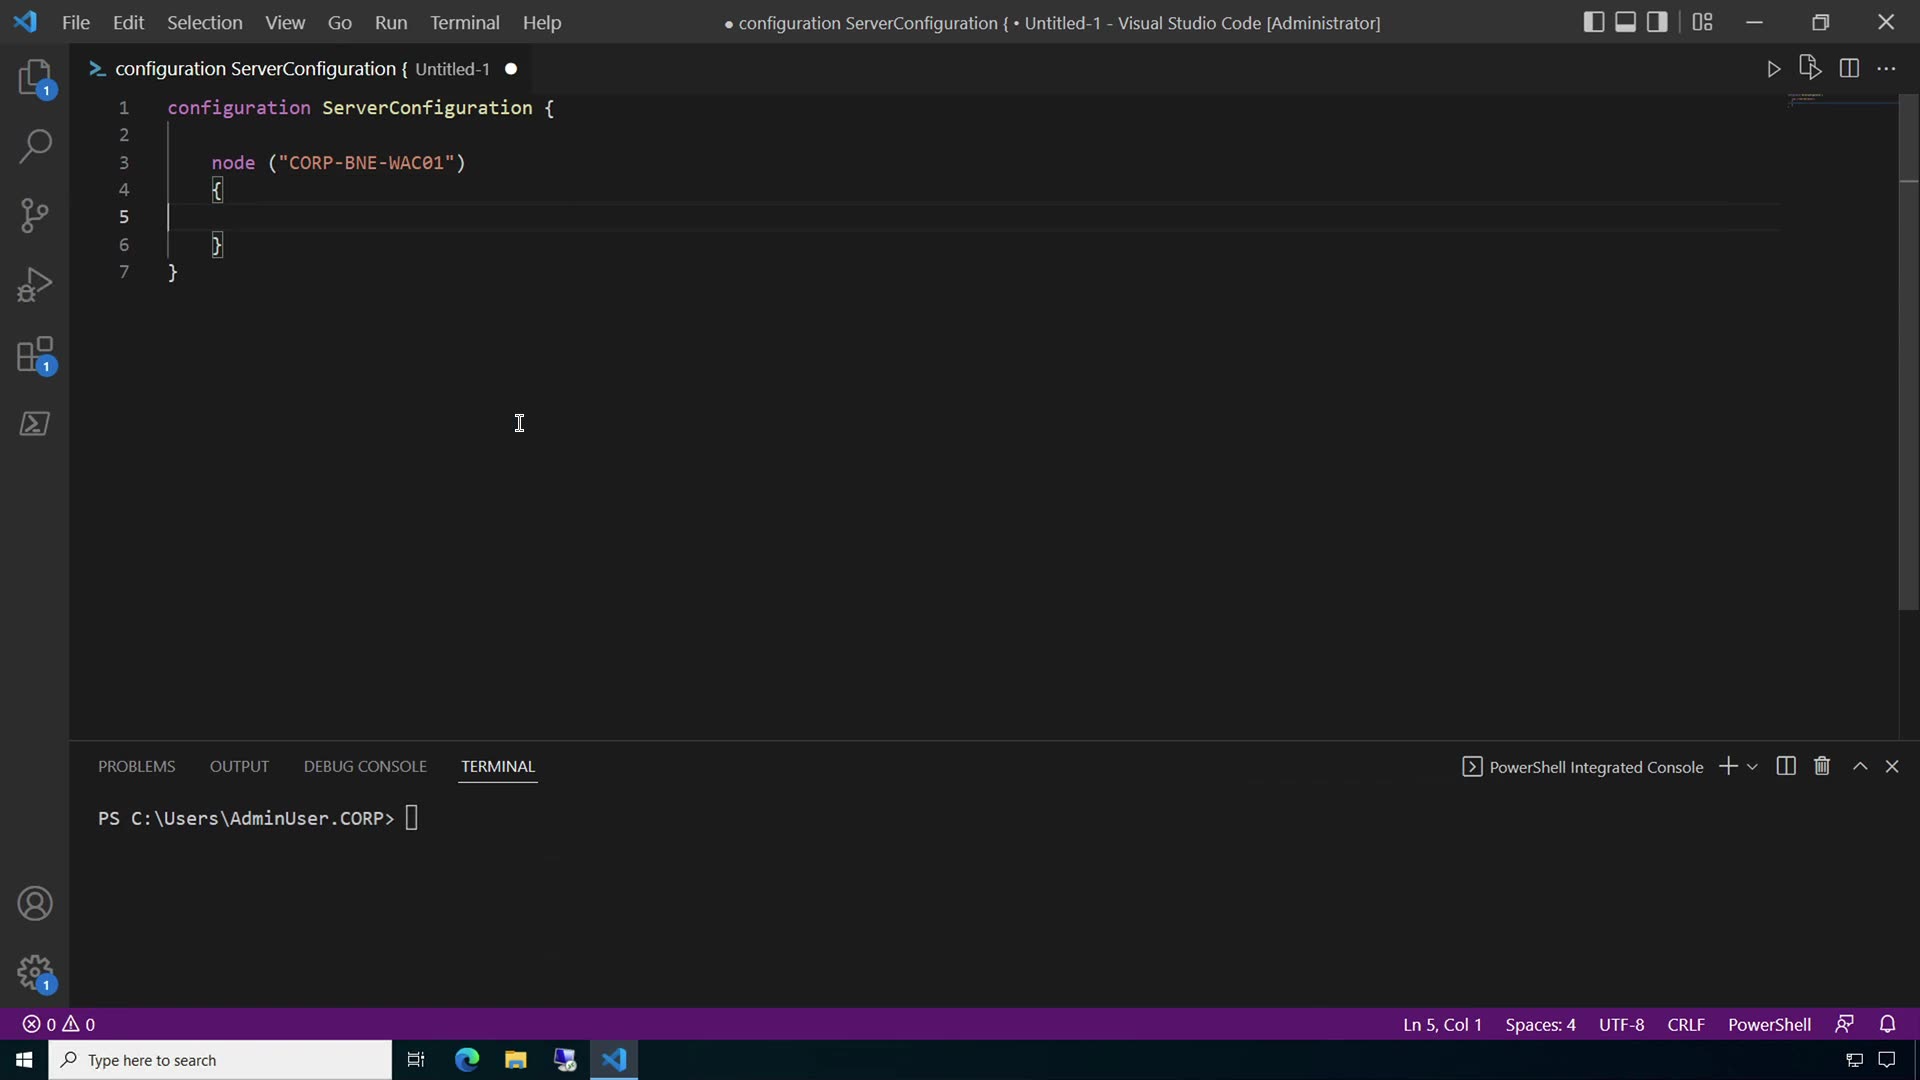 File Edit Selection View Go Run Terminal Help
● configuration ServerConfiguration { • Untitled-1 - Visual Studio Code [Administrator]
configuration ServerConfiguration { Untitled-1 ●
1 configuration ServerConfiguration {
2
3 node ("CORP-BNE-WAC01")
4 {
5
6 }
7 }
1
1
1
PROBLEMS OUTPUT DEBUG CONSOLE TERMINAL
PowerShell Integrated Console
PS C:\Users\AdminUser.CORP>
0 0
Ln 5, Col 1 Spaces: 4 UTF-8 CRLF PowerShell
Type here to search